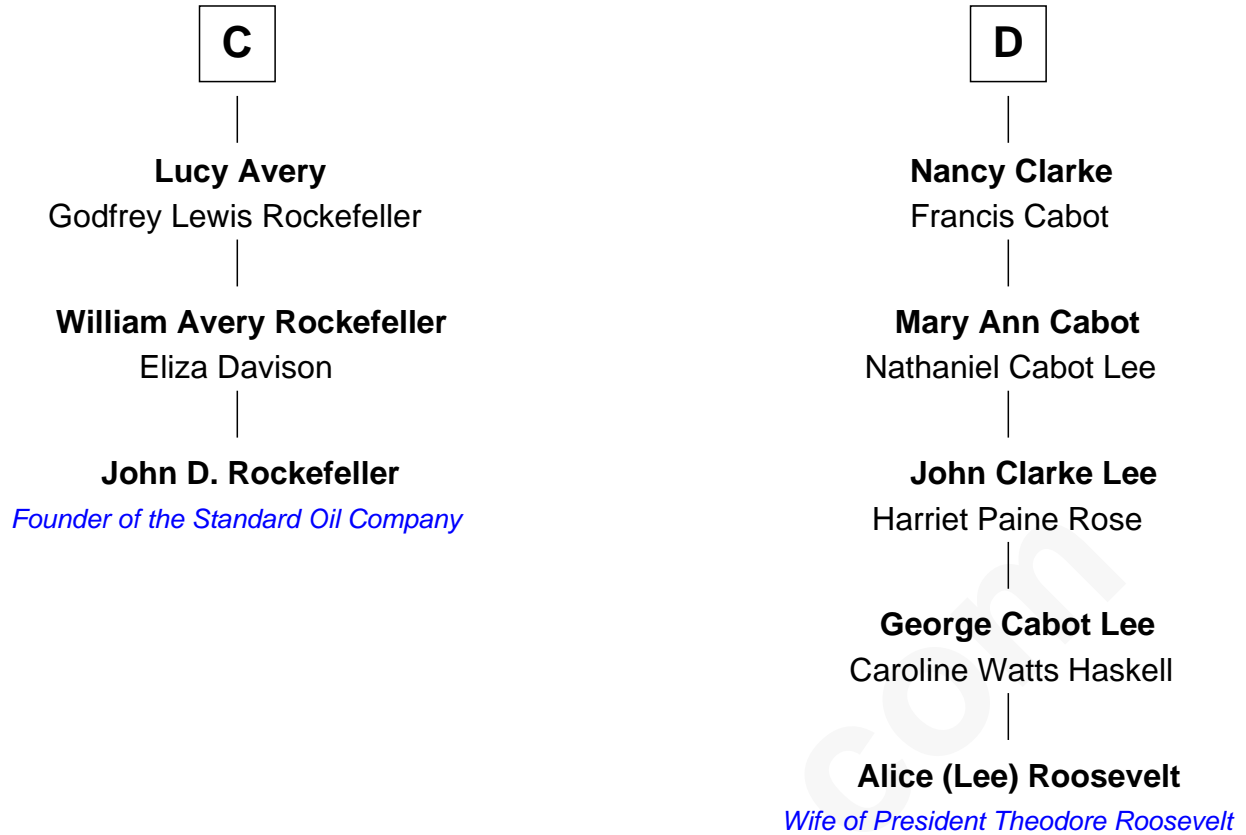 C
Lucy Avery
Godfrey Lewis Rockefeller
William Avery Rockefeller
Eliza Davison
John D. Rockefeller
Founder of the Standard Oil Company
D
Nancy Clarke
Francis Cabot
Mary Ann Cabot
Nathaniel Cabot Lee
John Clarke Lee
Harriet Paine Rose
George Cabot Lee
Caroline Watts Haskell
Alice (Lee) Roosevelt
Wife of President Theodore Roosevelt
com